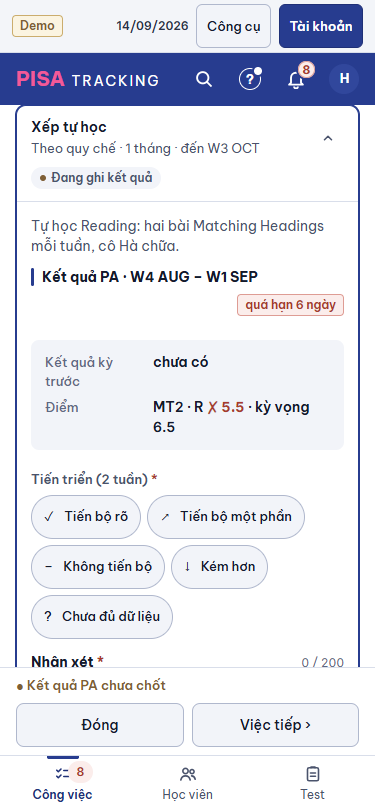 Demo
14/09/2026
Công cụ
Tài khoản
PISA TRACKING
?
8
H
Xếp tự học
Theo quy chế · 1 tháng · đến W3 OCT
● Đang ghi kết quả
Tự học Reading: hai bài Matching Headings
mỗi tuần, cô Hà chữa.
Kết quả PA · W4 AUG – W1 SEP
quá hạn 6 ngày
Kết quả kỳ trước
chưa có
Điểm
MT2 · R ✗ 5.5 · kỳ vọng
6.5
Tiến triển (2 tuần) *
✓ Tiến bộ rõ
↗ Tiến bộ một phần
– Không tiến bộ
↓ Kém hơn
? Chưa đủ dữ liệu
Nhận xét *
0 / 200
● Kết quả PA chưa chốt
Đóng
Việc tiếp ›
8
Công việc
Học viên
Test